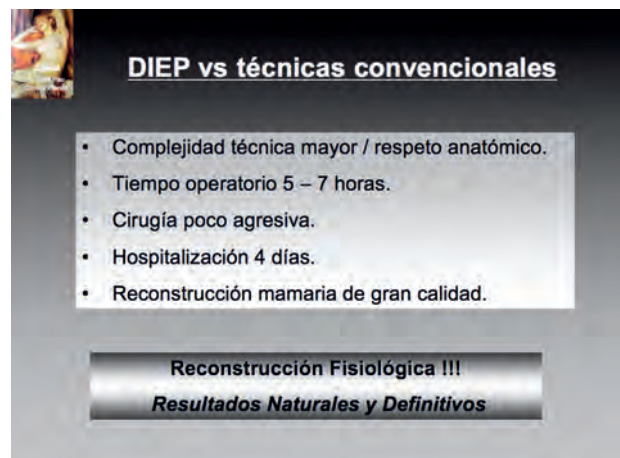 DIEP vs técnicas convencionales
• Complejidad técnica mayor / respeto anatómico.
• Tiempo operatorio 5 – 7 horas.
• Cirugía poco agresiva.
• Hospitalización 4 días.
• Reconstrucción mamaria de gran calidad.
Reconstrucción Fisiológica !!!
Resultados Naturales y Definitivos